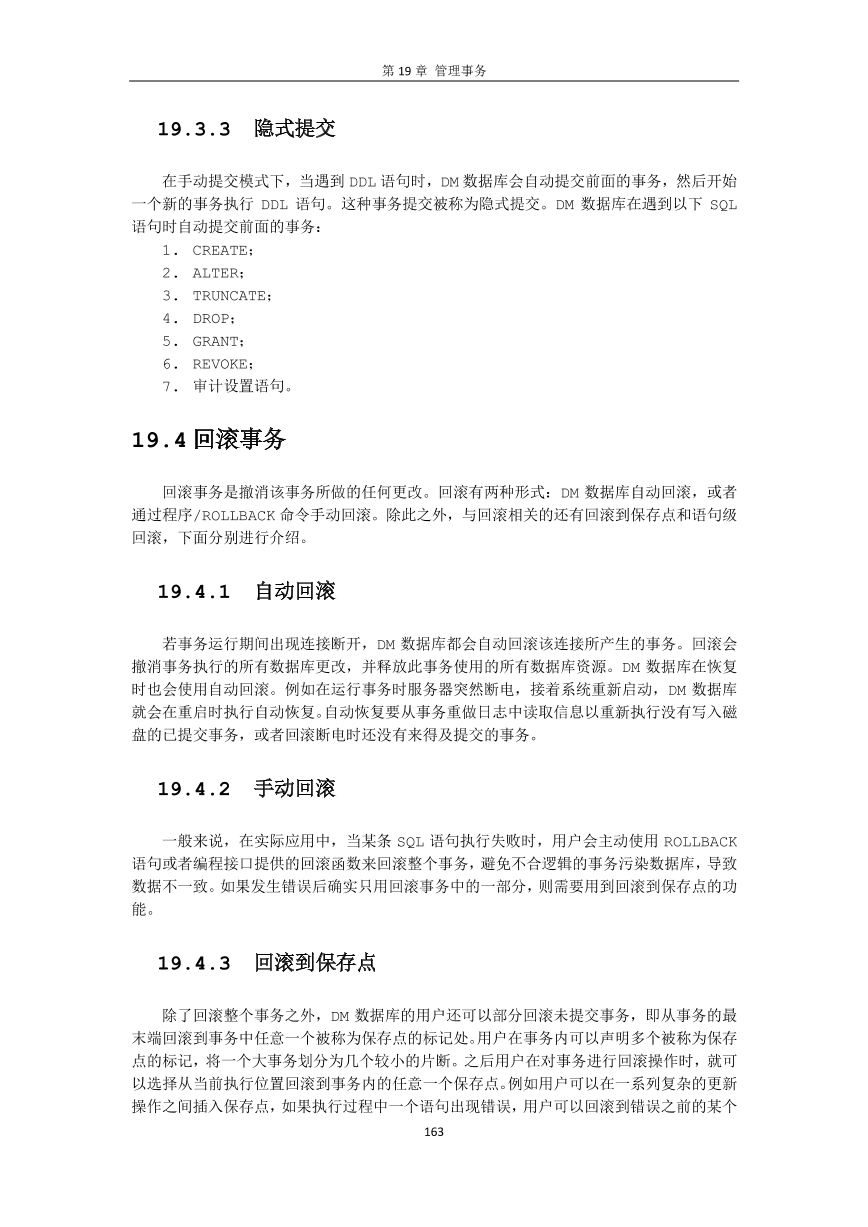 第 19 章 管理事务
19.3.3 隐式提交
在手动提交模式下，当遇到 DDL 语句时，DM 数据库会自动提交前面的事务，然后开始
一个新的事务执行 DDL 语句。这种事务提交被称为隐式提交。DM 数据库在遇到以下 SQL
语句时自动提交前面的事务：
1. CREATE；
2. ALTER；
3. TRUNCATE；
4. DROP；
5. GRANT；
6. REVOKE；
7. 审计设置语句。
19.4 回滚事务
回滚事务是撤消该事务所做的任何更改。回滚有两种形式：DM 数据库自动回滚，或者
通过程序/ROLLBACK 命令手动回滚。除此之外，与回滚相关的还有回滚到保存点和语句级
回滚，下面分别进行介绍。
19.4.1 自动回滚
若事务运行期间出现连接断开，DM 数据库都会自动回滚该连接所产生的事务。回滚会
撤消事务执行的所有数据库更改，并释放此事务使用的所有数据库资源。DM 数据库在恢复
时也会使用自动回滚。例如在运行事务时服务器突然断电，接着系统重新启动，DM 数据库
就会在重启时执行自动恢复。自动恢复要从事务重做日志中读取信息以重新执行没有写入磁
盘的已提交事务，或者回滚断电时还没有来得及提交的事务。
19.4.2 手动回滚
一般来说，在实际应用中，当某条 SQL 语句执行失败时，用户会主动使用 ROLLBACK
语句或者编程接口提供的回滚函数来回滚整个事务，避免不合逻辑的事务污染数据库，导致
数据不一致。如果发生错误后确实只用回滚事务中的一部分，则需要用到回滚到保存点的功
能。
19.4.3 回滚到保存点
除了回滚整个事务之外，DM 数据库的用户还可以部分回滚未提交事务，即从事务的最
末端回滚到事务中任意一个被称为保存点的标记处。用户在事务内可以声明多个被称为保存
点的标记，将一个大事务划分为几个较小的片断。之后用户在对事务进行回滚操作时，就可
以选择从当前执行位置回滚到事务内的任意一个保存点。例如用户可以在一系列复杂的更新
操作之间插入保存点，如果执行过程中一个语句出现错误，用户可以回滚到错误之前的某个
163